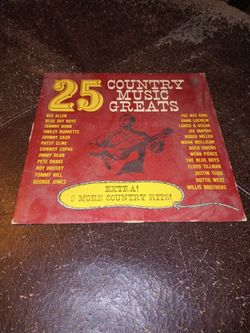 25 COUNTRY
MUSIC
GREATS
REX ALLEN
BLUE SKY BOYS
JOHNNY BOND
SMILEY BURNETTE
JOHNNY CASH
PATSY CLINE
COWBOY COPAS
JIMMY DEAN
PETE DRAKE
ROY DRUSKY
TOMMY HILL
GEORGE JONES
PEE WEE KING
HANK LOCKLIN
LONZO & OSCAR
JOE MAPHIS
ROGER MILLER
MOON MULLICAN
BUCK OWENS
WEBB PIERCE
THE BLUE BOYS
FLOYD TILLMAN
JUSTIN TUBB
DOTTIE WEST
WILLIS BROTHERS
EXTRA!
5 MORE COUNTRY HITS!